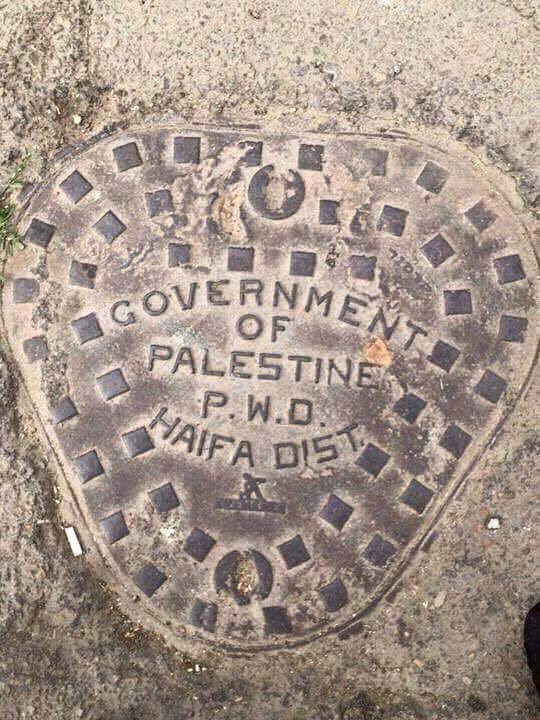 GOVERNMENT
OF
PALESTINE
P.W.D.
HAIFA DIST.